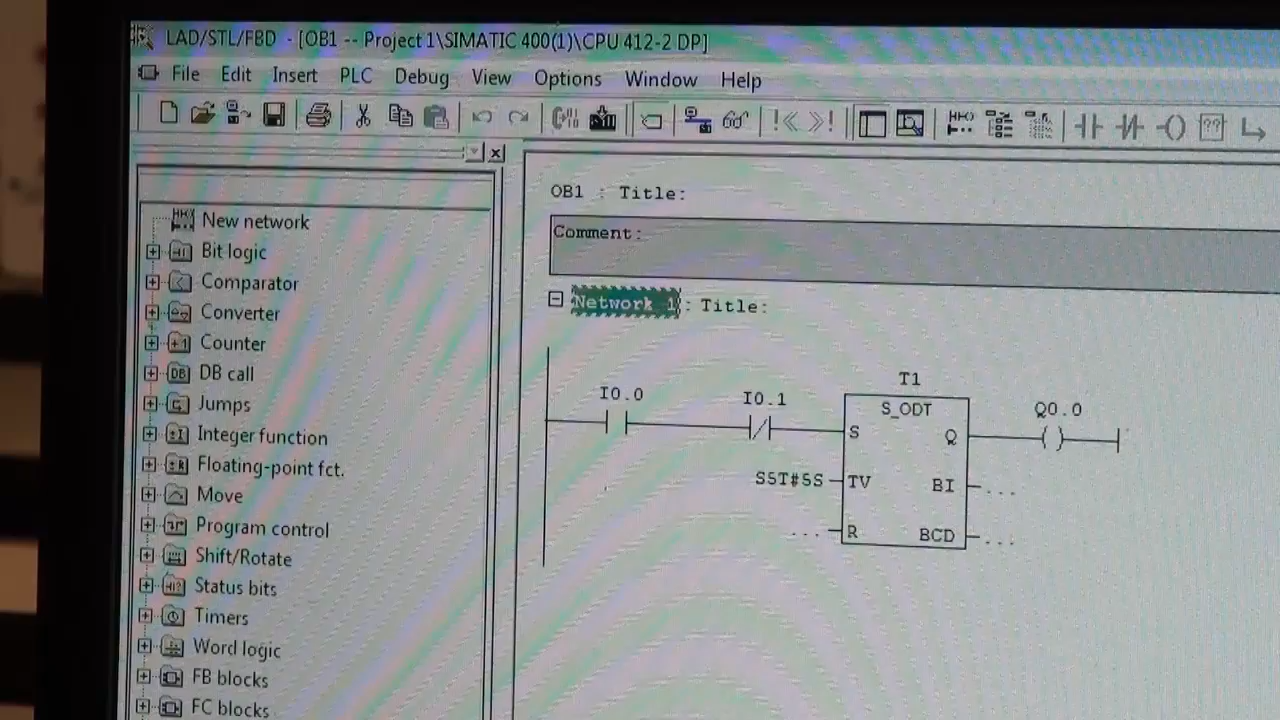 LAD/STL/FBD - [OB1 -- Project 1\SIMATIC 400(1)\CPU 412-2 DP]
File Edit Insert PLC Debug View Options Window Help
New network
Bit logic
Comparator
Converter
Counter
DB call
Jumps
Integer function
Floating-point fct.
Move
Program control
Shift/Rotate
Status bits
Timers
Word logic
FB blocks
FC blocks
OB1 : Title:
Comment:
Network 1: Title:
T1
I0.0 I0.1 S_ODT Q0.0
S Q
S5T#5S TV BI ...
... R BCD ...